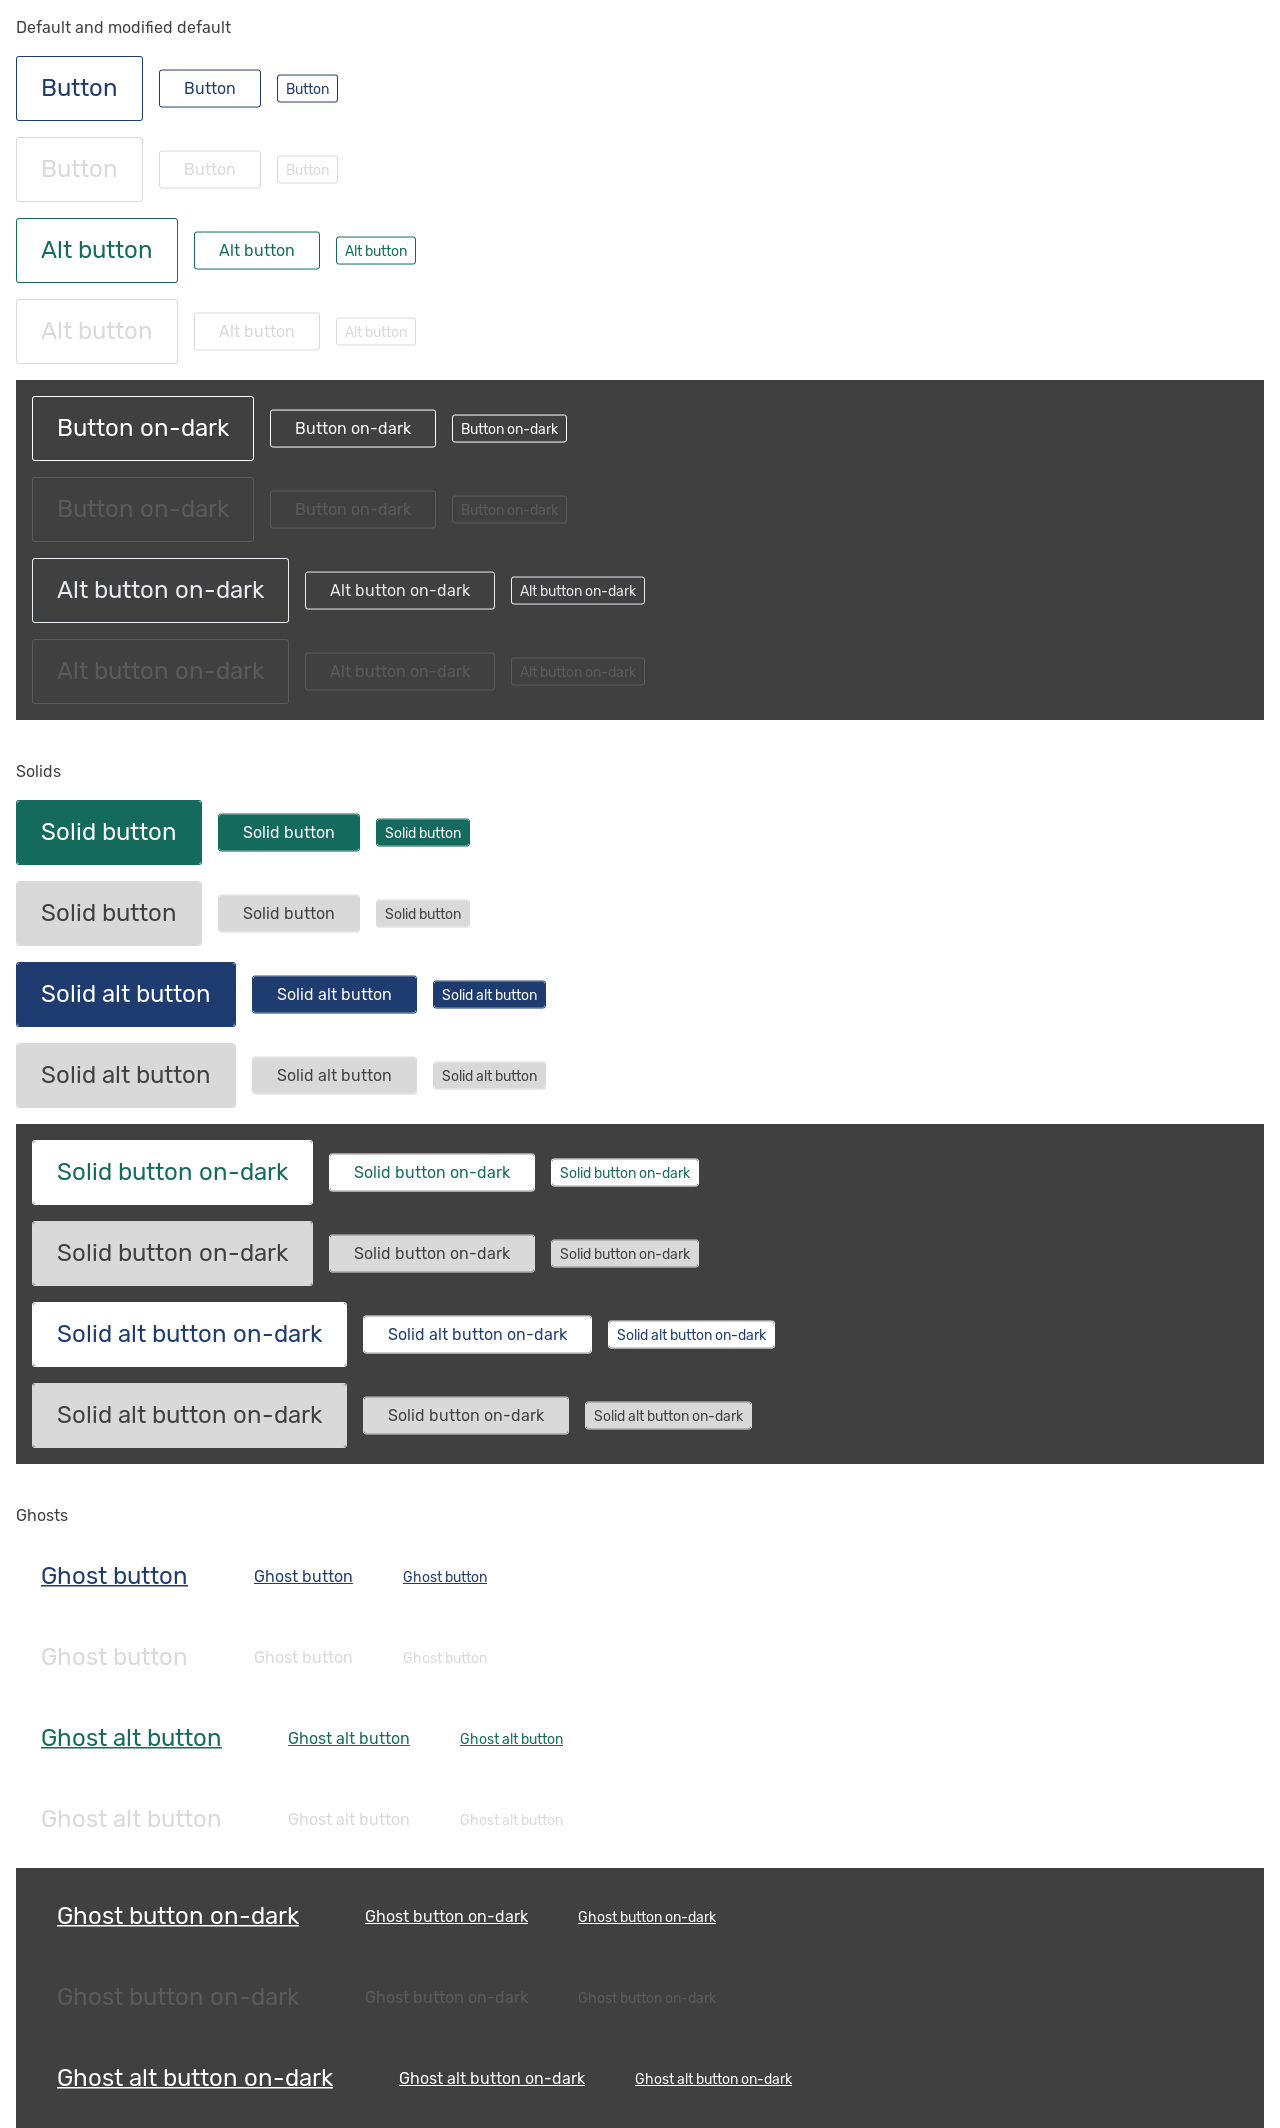 Default and modified default
Button Button Button
Button Button Button
Alt button Alt button Alt button
Alt button Alt button Alt button
Button on-dark Button on-dark Button on-dark
Button on-dark Button on-dark Button on-dark
Alt button on-dark Alt button on-dark Alt button on-dark
Alt button on-dark Alt button on-dark Alt button on-dark
Solids
Solid button Solid button Solid button
Solid button Solid button Solid button
Solid alt button Solid alt button Solid alt button
Solid alt button Solid alt button Solid alt button
Solid button on-dark Solid button on-dark Solid button on-dark
Solid button on-dark Solid button on-dark Solid button on-dark
Solid alt button on-dark Solid alt button on-dark Solid alt button on-dark
Solid alt button on-dark Solid button on-dark Solid alt button on-dark
Ghosts
Ghost button Ghost button Ghost button
Ghost button Ghost button Ghost button
Ghost alt button Ghost alt button Ghost alt button
Ghost alt button Ghost alt button Ghost alt button
Ghost button on-dark Ghost button on-dark Ghost button on-dark
Ghost button on-dark Ghost button on-dark Ghost button on-dark
Ghost alt button on-dark Ghost alt button on-dark Ghost alt button on-dark